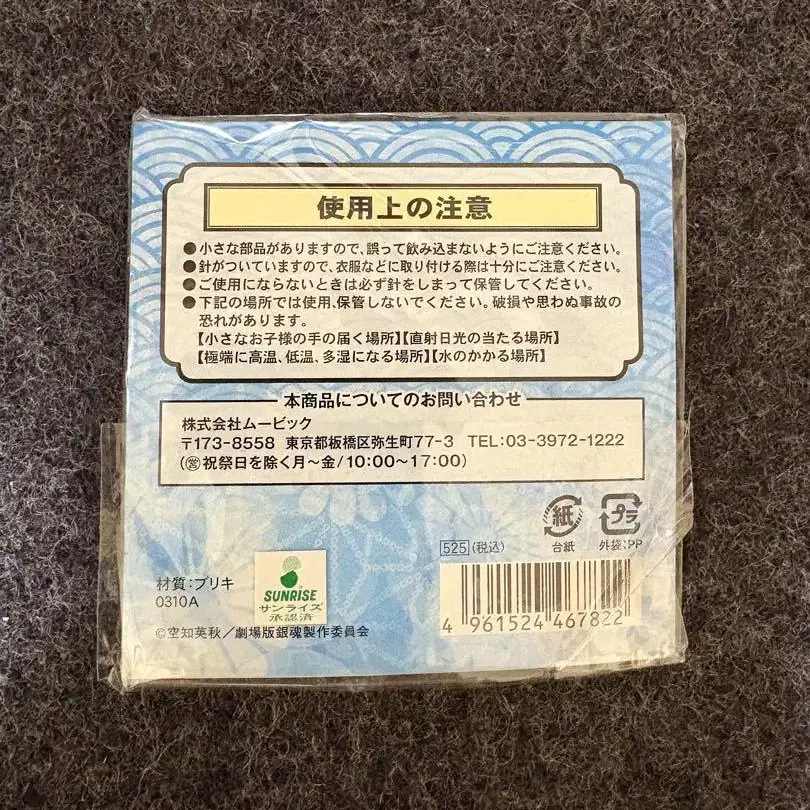 使用上の注意
●小さな部品がありますので、誤って飲み込まないようにご注意ください。
●針がついていますので、衣服などに取り付ける際は十分にご注意ください。
●ご使用にならないときは必ず針をしまって保管してください。
●下記の場所では使用、保管しないでください。破損や思わぬ事故の
恐れがあります。
【小さなお子様の手の届く場所】【直射日光の当たる場所】
【極端に高温、低温、多湿になる場所】【水のかかる場所】
本商品についてのお問い合わせ
株式会社ムービック
〒173-8558 東京都板橋区弥生町77-3 TEL:03-3972-1222
(㊒祝祭日を除く月〜金/10:00〜17:00)
紙
プラ
台紙
外袋:PP
525(税込)
材質:ブリキ
0310A
SUNRISE
サンライズ
承認済
4 961524 467822
©空知英秋/劇場版銀魂製作委員会